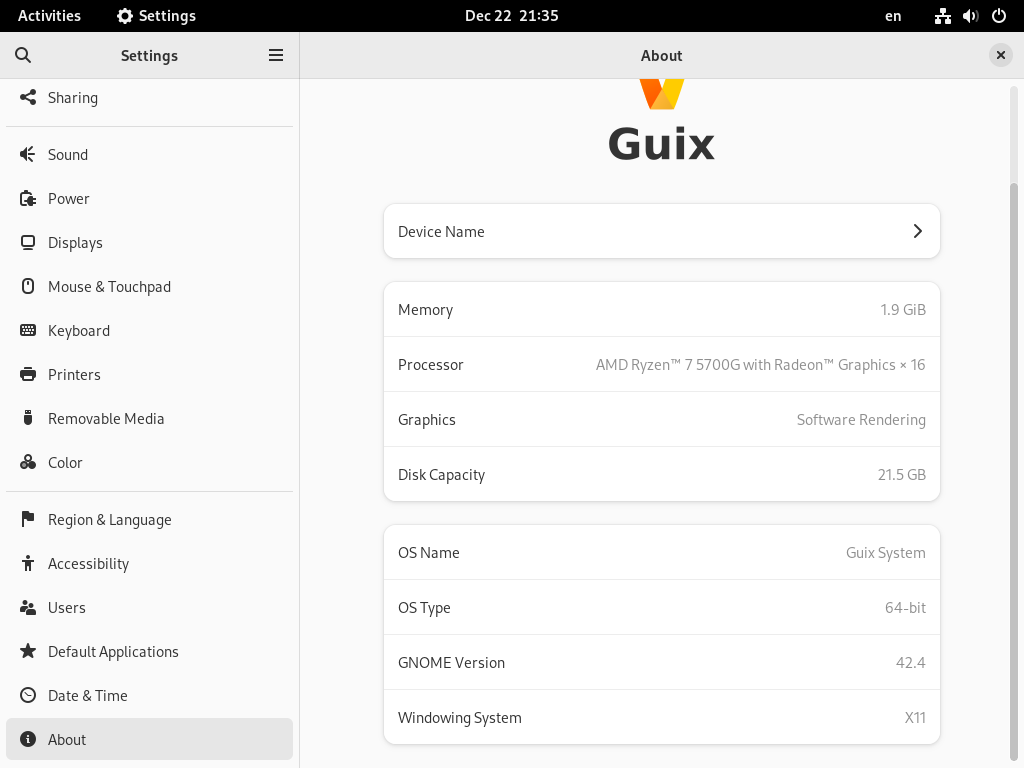 Activities Settings Dec 22 21:35 en
Settings About
Sharing
Sound
Power
Displays
Mouse & Touchpad
Keyboard
Printers
Removable Media
Color
Region & Language
Accessibility
Users
Default Applications
Date & Time
About
Guix
Device Name
Memory 1.9 GiB
Processor AMD Ryzen™ 7 5700G with Radeon™ Graphics × 16
Graphics Software Rendering
Disk Capacity 21.5 GB
OS Name Guix System
OS Type 64-bit
GNOME Version 42.4
Windowing System X11